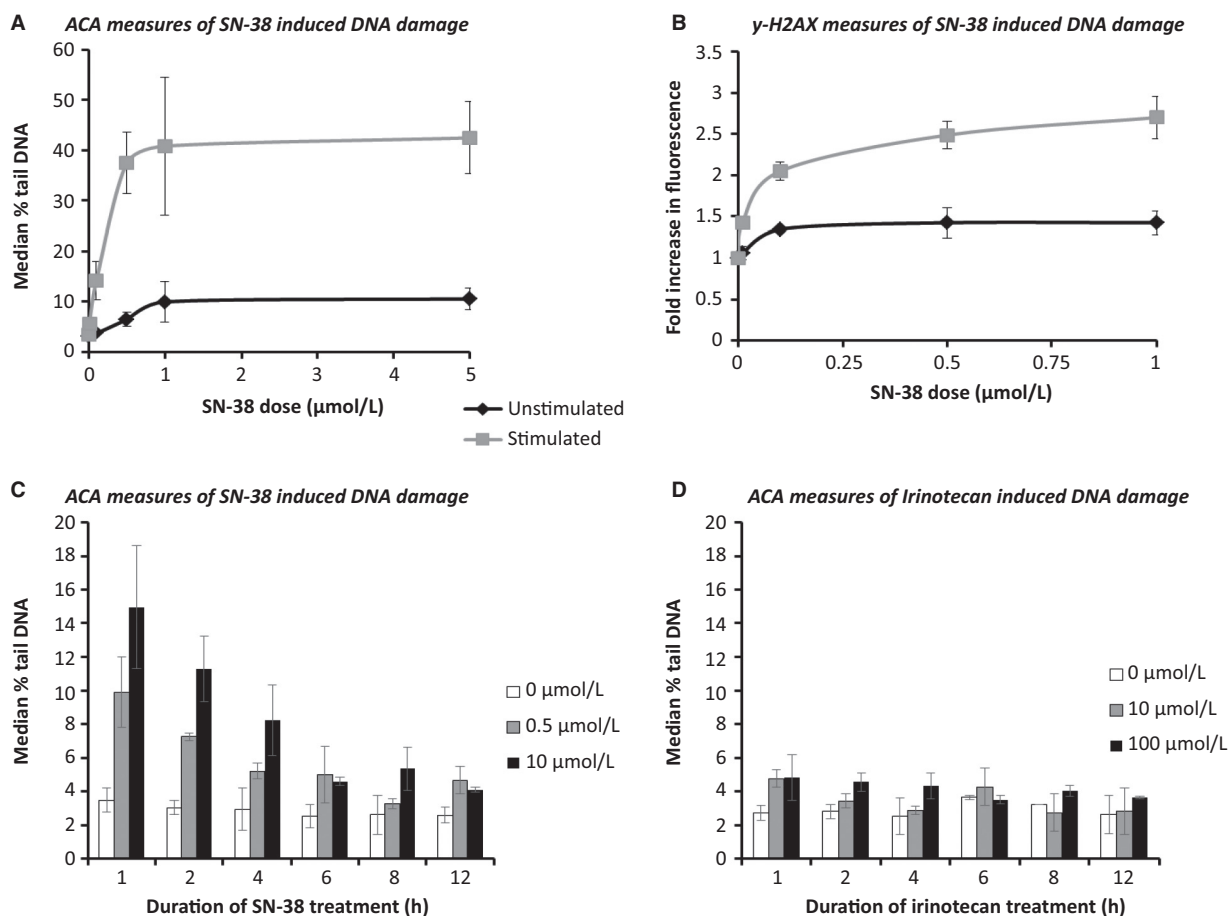 A
ACA measures of SN-38 induced DNA damage
Median % tail DNA
60
50
40
30
20
10
0
0 1 2 3 4 5
SN-38 dose (µmol/L)
B
y-H2AX measures of SN-38 induced DNA damage
Fold increase in fluorescence
3.5
3
2.5
2
1.5
1
0.5
0
0 0.25 0.5 0.75 1
SN-38 dose (µmol/L)
Unstimulated
Stimulated
C
ACA measures of SN-38 induced DNA damage
Median % tail DNA
20
18
16
14
12
10
8
6
4
2
0
1 2 4 6 8 12
Duration of SN-38 treatment (h)
0 µmol/L
0.5 µmol/L
10 µmol/L
D
ACA measures of Irinotecan induced DNA damage
Median % tail DNA
20
18
16
14
12
10
8
6
4
2
0
1 2 4 6 8 12
Duration of irinotecan treatment (h)
0 µmol/L
10 µmol/L
100 µmol/L